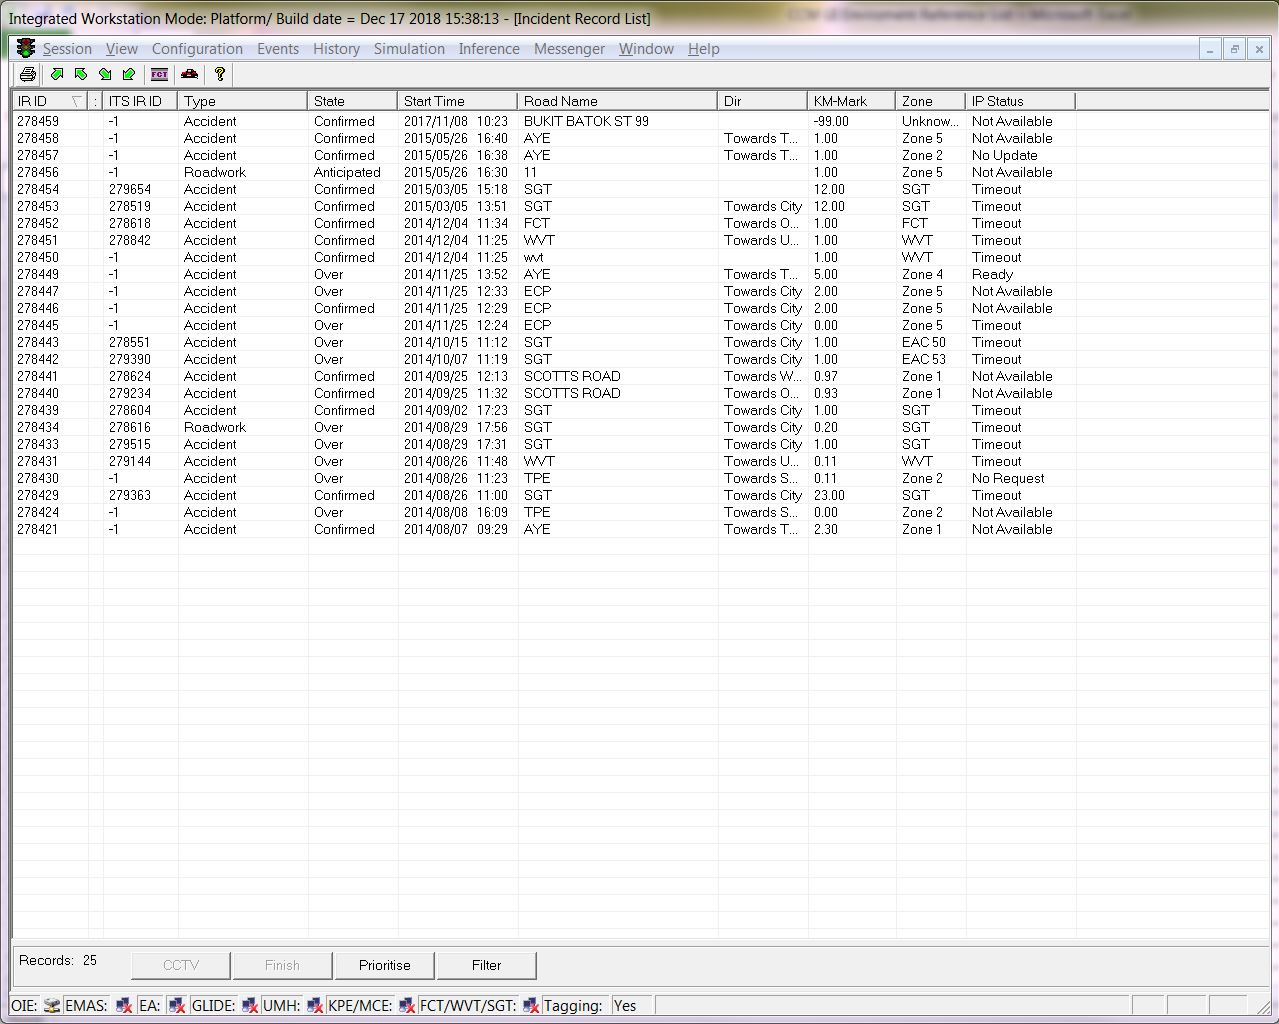 Integrated Workstation Mode: Platform/ Build date = Dec 17 2018 15:38:13 - [Incident Record List]
Session View Configuration Events History Simulation Inference Messenger Window Help
FCT ?
IR ID : ITS IR ID Type State Start Time Road Name Dir KM-Mark Zone IP Status
278459 -1 Accident Confirmed 2017/11/08 10:23 BUKIT BATOK ST 99 -99.00 Unknow... Not Available
278458 -1 Accident Confirmed 2015/05/26 16:40 AYE Towards T... 1.00 Zone 5 Not Available
278457 -1 Accident Confirmed 2015/05/26 16:38 AYE Towards T... 1.00 Zone 2 No Update
278456 -1 Roadwork Anticipated 2015/05/26 16:30 11 1.00 Zone 5 Not Available
278454 279654 Accident Confirmed 2015/03/05 15:18 SGT 12.00 SGT Timeout
278453 278519 Accident Confirmed 2015/03/05 13:51 SGT Towards City 12.00 SGT Timeout
278452 278618 Accident Confirmed 2014/12/04 11:34 FCT Towards O... 1.00 FCT Timeout
278451 278842 Accident Confirmed 2014/12/04 11:25 WVT Towards U... 1.00 WVT Timeout
278450 -1 Accident Confirmed 2014/12/04 11:25 wvt 1.00 WVT Timeout
278449 -1 Accident Over 2014/11/25 13:52 AYE Towards T... 5.00 Zone 4 Ready
278447 -1 Accident Over 2014/11/25 12:33 ECP Towards City 2.00 Zone 5 Not Available
278446 -1 Accident Confirmed 2014/11/25 12:29 ECP Towards City 2.00 Zone 5 Not Available
278445 -1 Accident Over 2014/11/25 12:24 ECP Towards City 0.00 Zone 5 Timeout
278443 278551 Accident Over 2014/10/15 11:12 SGT Towards City 1.00 EAC 50 Timeout
278442 279390 Accident Over 2014/10/07 11:19 SGT Towards City 1.00 EAC 53 Timeout
278441 278624 Accident Confirmed 2014/09/25 12:13 SCOTTS ROAD Towards W... 0.97 Zone 1 Not Available
278440 279234 Accident Confirmed 2014/09/25 11:32 SCOTTS ROAD Towards O... 0.93 Zone 1 Not Available
278439 278604 Accident Confirmed 2014/09/02 17:23 SGT Towards City 1.00 SGT Timeout
278434 278616 Roadwork Over 2014/08/29 17:56 SGT Towards City 0.20 SGT Timeout
278433 279515 Accident Over 2014/08/29 17:31 SGT Towards City 1.00 SGT Timeout
278431 279144 Accident Over 2014/08/26 11:48 WVT Towards U... 0.11 WVT Timeout
278430 -1 Accident Over 2014/08/26 11:23 TPE Towards S... 0.11 Zone 2 No Request
278429 279363 Accident Confirmed 2014/08/26 11:00 SGT Towards City 23.00 SGT Timeout
278424 -1 Accident Over 2014/08/08 16:09 TPE Towards S... 0.00 Zone 2 Not Available
278421 -1 Accident Confirmed 2014/08/07 09:29 AYE Towards T... 2.30 Zone 1 Not Available
Records: 25 CCTV Finish Prioritise Filter
OIE: EMAS: EA: GLIDE: UMH: KPE/MCE: FCT/WVT/SGT: Tagging: Yes